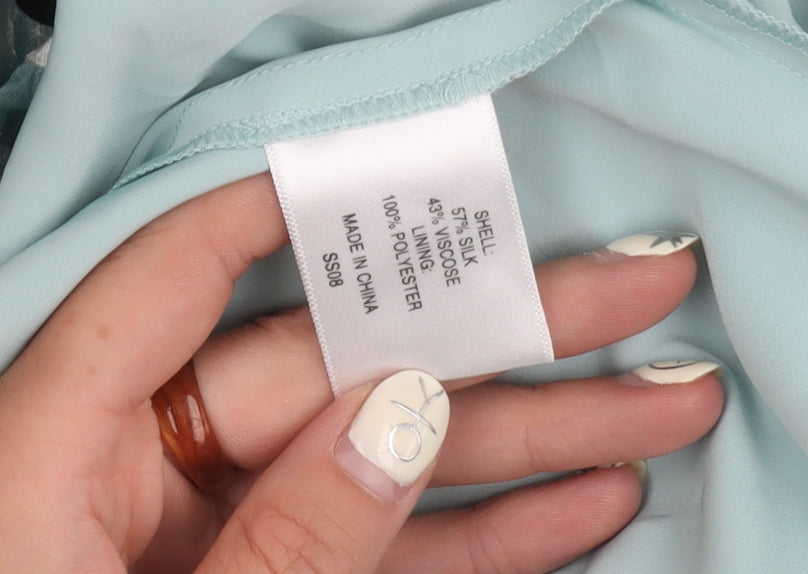 SHELL:
57% SILK
43% VISCOSE
LINING:
100% POLYESTER
MADE IN CHINA
SS08